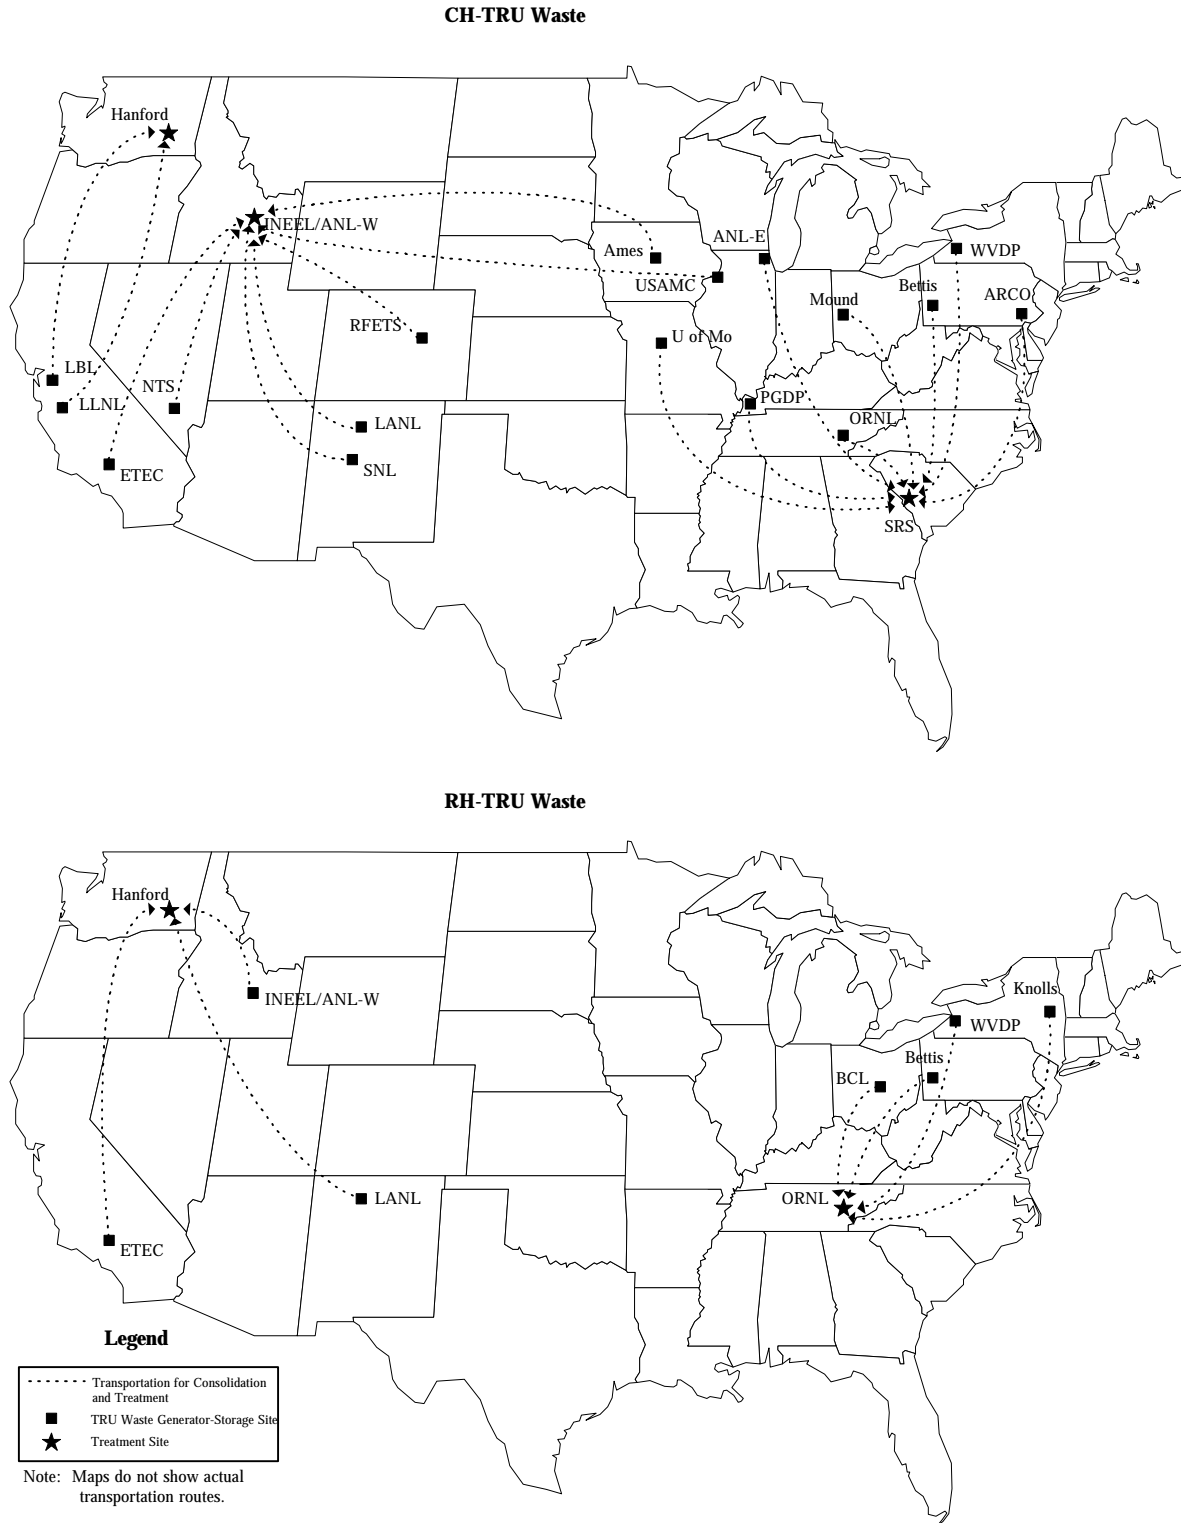 CH-TRU Waste
Hanford
INEEL/ANL-W
Ames
ANL-E
USAMC
WVDP
Bettis
ARCO
Mound
RFETS
U of Mo
LBL
LLNL
NTS
PGDP
LANL
ORNL
ETEC
SNL
SRS
RH-TRU Waste
Hanford
INEEL/ANL-W
Knolls
WVDP
Bettis
BCL
LANL
ORNL
ETEC
Legend
Transportation for Consolidation
and Treatment
TRU Waste Generator-Storage Site
Treatment Site
Note: Maps do not show actual
transportation routes.